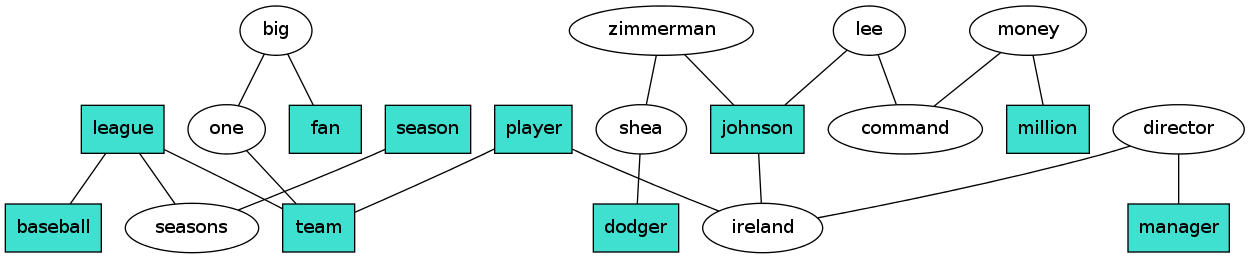 big
zimmerman
lee
money
league
one
fan
season
player
shea
johnson
command
million
director
baseball
seasons
team
dodger
ireland
manager